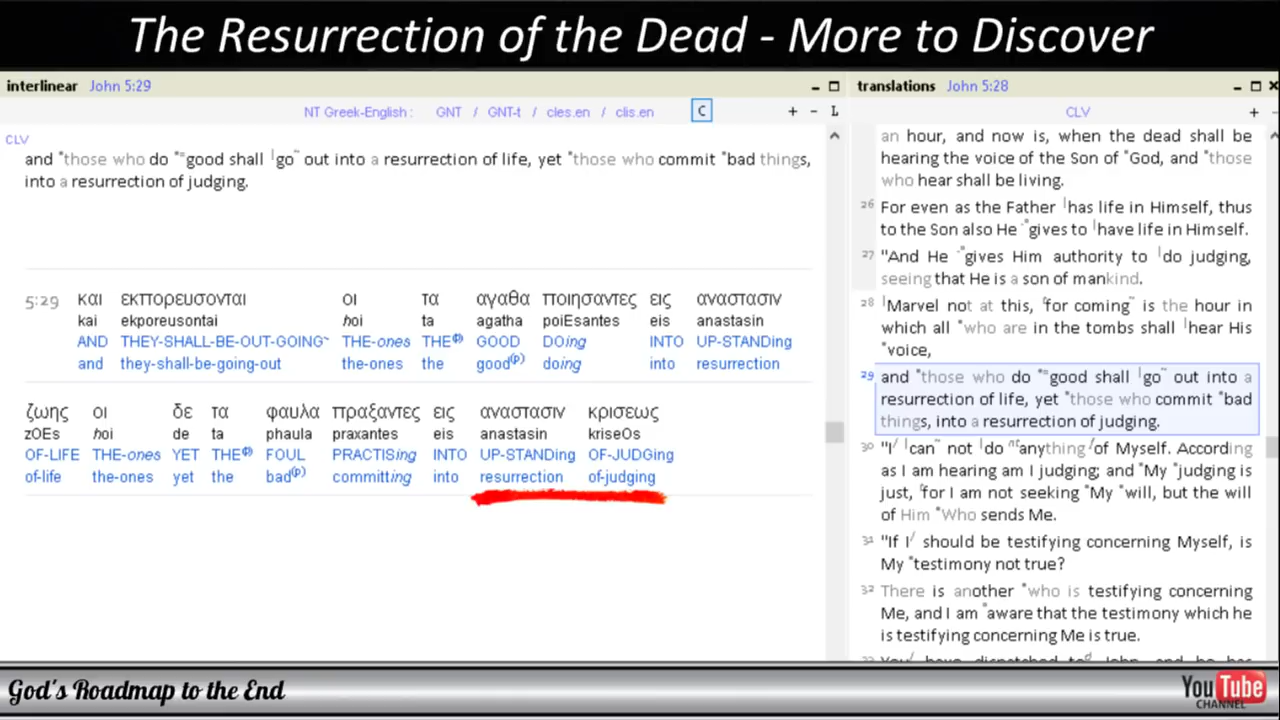 The Resurrection of the Dead - More to Discover
interlinear John 5:29
NT Greek-English : GNT / GNT-t / cles.en / clis.en C + - L
CLV
and °those who do °=good shall |go~ out into a resurrection of life, yet °those who commit °bad things,
into a resurrection of judging.
5:29 και εκπορευσονται οι τα αγαθα ποιησαντες εις αναστασιν
kai ekporeusontai hoi ta agatha poiEsantes eis anastasin
AND THEY-SHALL-BE-OUT-GOING~ THE-ones THE(p) GOOD DOing INTO UP-STANDing
and they-shall-be-going-out the-ones the good(p) doing into resurrection
ζωης οι δε τα φαυλα πραξαντες εις αναστασιν κρισεως
zOEs hoi de ta phaula praxantes eis anastasin kriseOs
OF-LIFE THE-ones YET THE(p) FOUL PRACTISing INTO UP-STANDing OF-JUDGing
of-life the-ones yet the bad(p) committing into resurrection of-judging
translations John 5:28
CLV + -
an hour, and now is, when the dead shall be
hearing the voice of the Son of °God, and °those
who hear shall be living.
26 For even as the Father |has life in Himself, thus
to the Son also He ·°gives to |have life in Himself.
27 "And He ·°gives Him authority to |do judging,
seeing that He is a son of mankind.
28 |Marvel not at this, for coming~ is the hour in
which all °who are in the tombs shall |hear His
°voice,
29 and °those who do °=good shall |go~ out into a
resurrection of life, yet °those who commit °bad
things, into a resurrection of judging.
30 "I/ |can~ not |do ntanything fof Myself. According
as I am hearing am I judging; and °My °judging is
just, for I am not seeking °My °will, but the will
of Him °Who sends Me.
31 "If I/ should be testifying concerning Myself, is
My °testimony not true?
32 There is another °who is testifying concerning
Me, and I am °aware that the testimony which he
is testifying concerning Me is true.
God's Roadmap to the End
YouTube
CHANNEL